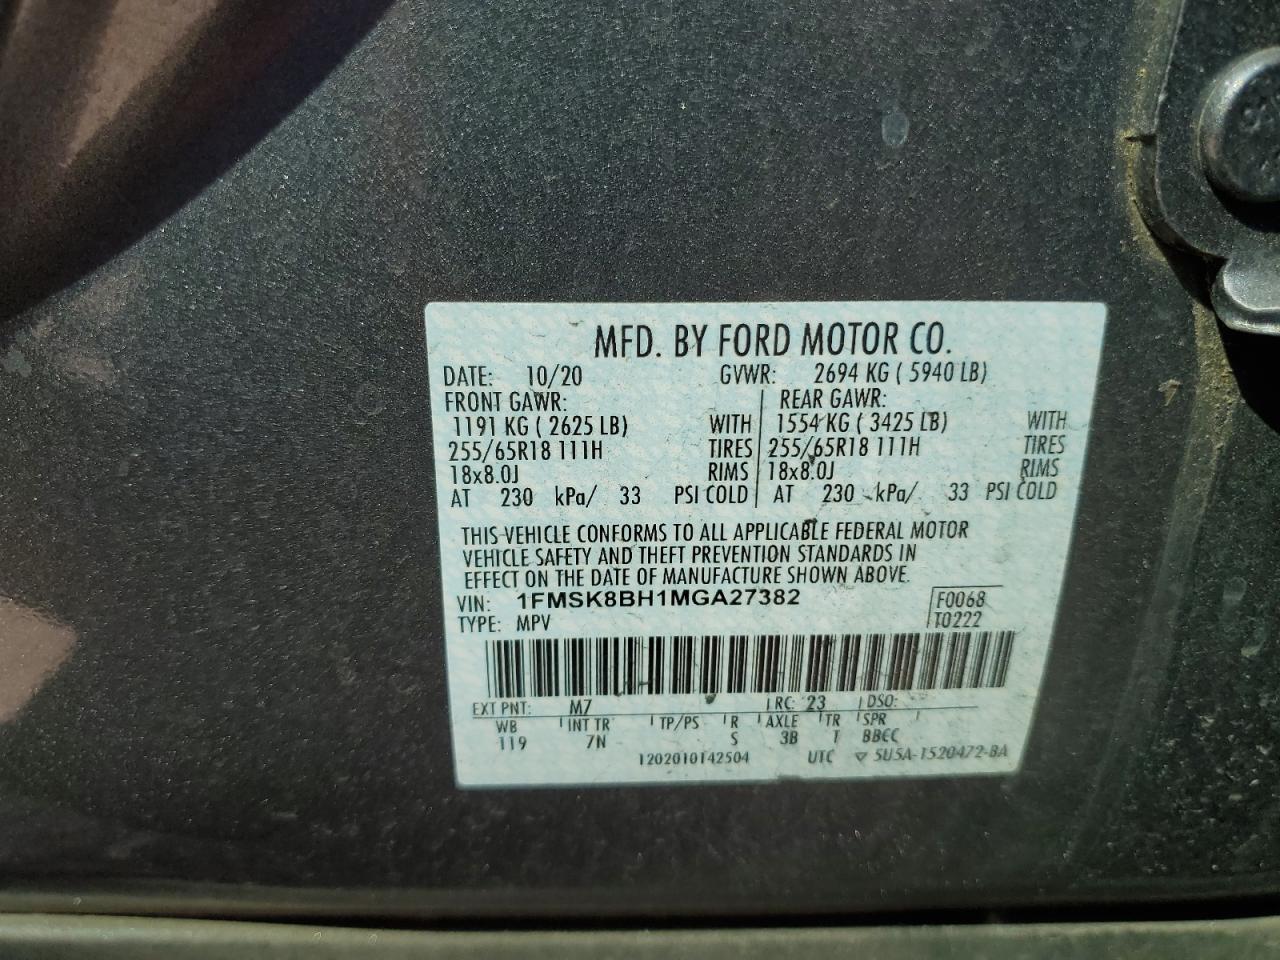 MFD. BY FORD MOTOR CO.
DATE: 10/20 GVWR: 2694 KG ( 5940 LB)
FRONT GAWR: REAR GAWR:
1191 KG ( 2625 LB) WITH 1554 KG ( 3425 LB) WITH
255/65R18 111H TIRES 255/65R18 111H TIRES
18x8.0J RIMS 18x8.0J RIMS
AT 230 kPa/ 33 PSI COLD AT 230 kPa/ 33 PSI COLD
THIS VEHICLE CONFORMS TO ALL APPLICABLE FEDERAL MOTOR
VEHICLE SAFETY AND THEFT PREVENTION STANDARDS IN
EFFECT ON THE DATE OF MANUFACTURE SHOWN ABOVE.
VIN: 1FMSK8BH1MGA27382 F0068
TYPE: MPV T0222
EXT PNT: M7 RC: 23 DSO:
WB INT TR TP/PS R AXLE TR SPR
119 7N S 3B T BBCC
1202010142504 UTC ▽ 5U5A-1520472-BA